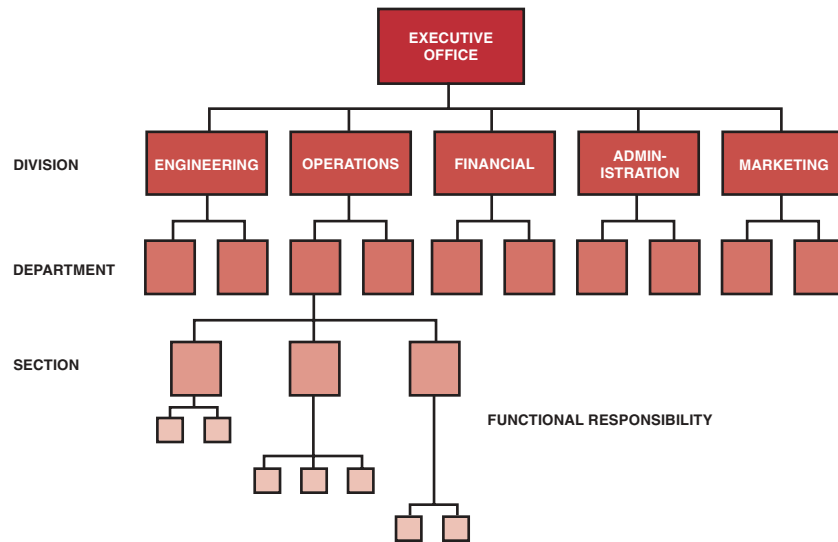 EXECUTIVE
OFFICE
DIVISION
ENGINEERING
OPERATIONS
FINANCIAL
ADMIN-
ISTRATION
MARKETING
DEPARTMENT
SECTION
FUNCTIONAL RESPONSIBILITY